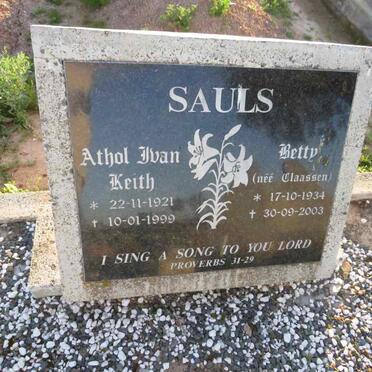 SAULS
Athol Ivan
Keith
* 22-11-1921
† 10-01-1999
Betty
(néé Claassen)
* 17-10-1934
† 30-09-2003
I SING A SONG TO YOU LORD
PROVERBS 31-29